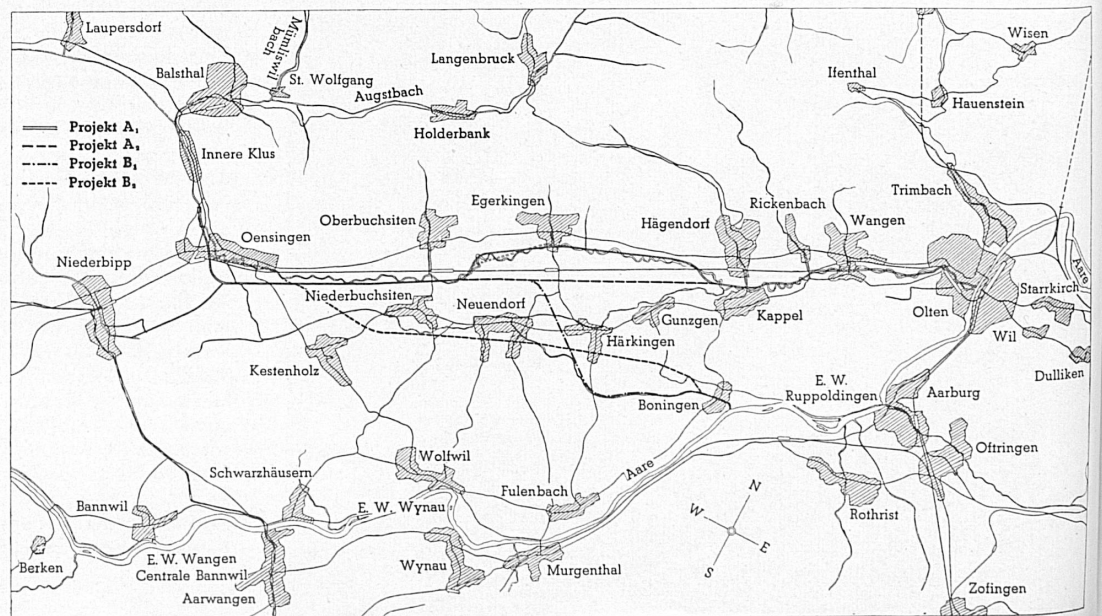 Laupersdorf
Mümliswil
bach
Wisen
Langenbruck
Balsthal
St. Wolfgang
Ifenthal
Augstbach
Hauenstein
Holderbank
Projekt A₁
Projekt A₂
Projekt B₁
Projekt B₂
Innere Klus
Trimbach
Egerkingen
Rickenbach
Oberbuchsiten
Hägendorf
Wangen
Oensingen
Niederbipp
Aare
Starrkirch
Niederbuchsiten
Neuendorf
Gunzgen
Kappel
Olten
Wil
Härkingen
Kestenholz
Dulliken
E. W.
Ruppoldingen
Aarburg
Boningen
Oftringen
Wolfwil
Aare
Schwarzhäusern
Fulenbach
N
W
E
S
Bannwil
E. W. Wynau
Rothrist
E. W. Wangen
Centrale Bannwil
Berken
Wynau
Murgenthal
Aarwangen
Zofingen